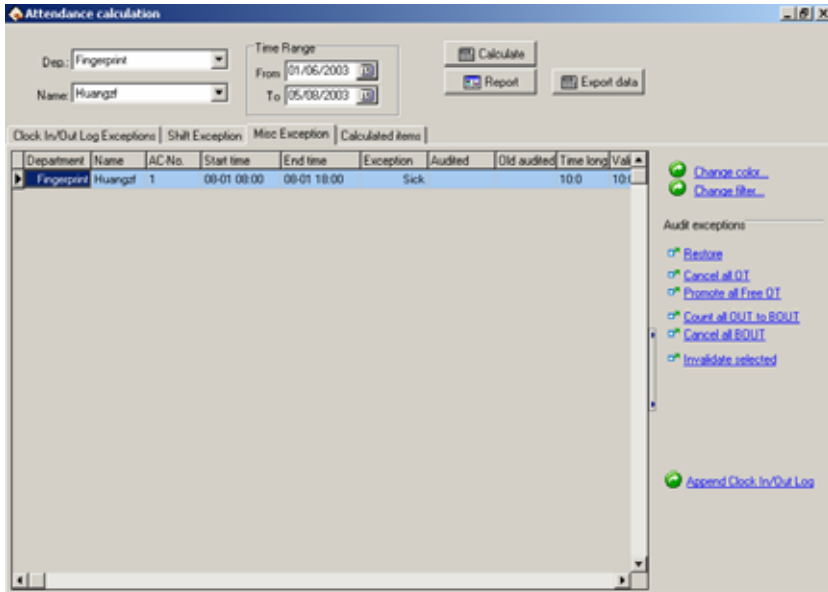 Attendance calculation
Dep.: Fingerprint
Name: Huangzf
Time Range
From 01/06/2003
To 05/08/2003
Calculate
Report
Export data
Clock In/Out Log Exceptions Shift Exception Misc Exception Calculated items
Department Name AC-No. Start time End time Exception Audited Old audited Time long Vali
Fingerprint Huangzf 1 08-01 08:00 08-01 18:00 Sick 10:0 10:(
Change color...
Change filter...
Audit exceptions
Restore
Cancel all OT
Promote all Free OT
Count all OUT to BOUT
Cancel all BOUT
Invalidate selected
Append Clock In/Out Log